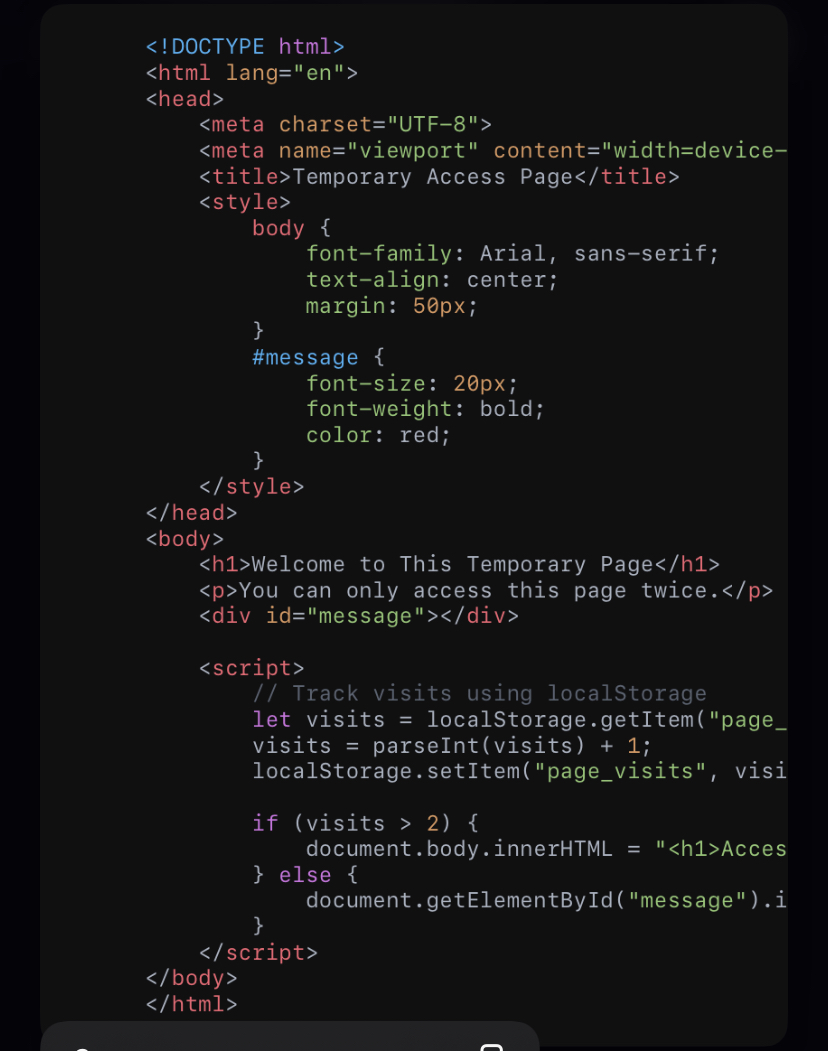 <!DOCTYPE html>
<html lang="en">
<head>
    <meta charset="UTF-8">
    <meta name="viewport" content="width=device-
    <title>Temporary Access Page</title>
    <style>
        body {
            font-family: Arial, sans-serif;
            text-align: center;
            margin: 50px;
        }
        #message {
            font-size: 20px;
            font-weight: bold;
            color: red;
        }
    </style>
</head>
<body>
    <h1>Welcome to This Temporary Page</h1>
    <p>You can only access this page twice.</p>
    <div id="message"></div>

    <script>
        // Track visits using localStorage
        let visits = localStorage.getItem("page_
        visits = parseInt(visits) + 1;
        localStorage.setItem("page_visits", visi

        if (visits > 2) {
            document.body.innerHTML = "<h1>Acces
        } else {
            document.getElementById("message").i
        }
    </script>
</body>
</html>